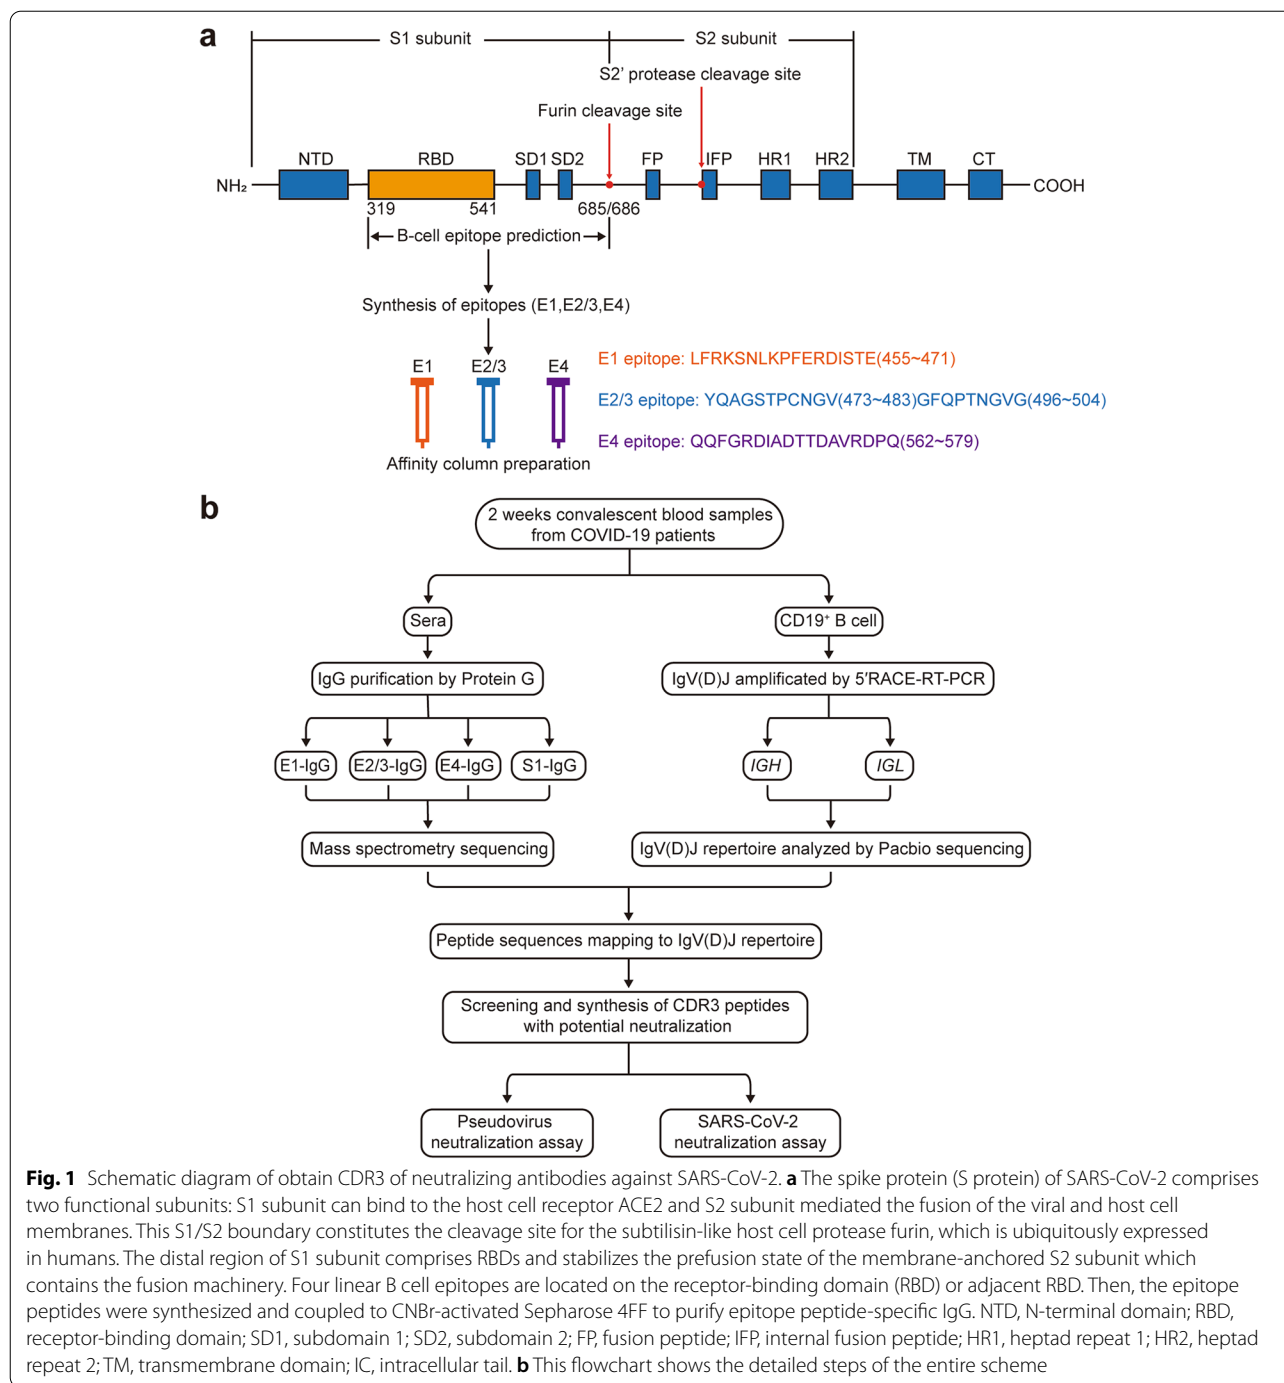 a
S1 subunit
S2 subunit
S2’ protease cleavage site
Furin cleavage site
NTD RBD SD1 SD2 FP IFP HR1 HR2 TM CT
NH₂ COOH
319 541 685/686
B-cell epitope prediction
Synthesis of epitopes (E1,E2/3,E4)
E1 E2/3 E4
E1 epitope: LFRKSNLKPFERDISTE(455~471)
E2/3 epitope: YQAGSTPCNGV(473~483)GFQPTNGVG(496~504)
E4 epitope: QQFGRDIADTTDAVRDPQ(562~579)
Affinity column preparation
b
2 weeks convalescent blood samples
from COVID-19 patients
Sera
CD19⁺ B cell
IgG purification by Protein G
IgV(D)J amplificated by 5′RACE-RT-PCR
E1-IgG E2/3-IgG E4-IgG S1-IgG
IGH IGL
Mass spectrometry sequencing
IgV(D)J repertoire analyzed by Pacbio sequencing
Peptide sequences mapping to IgV(D)J repertoire
Screening and synthesis of CDR3 peptides
with potential neutralization
Pseudovirus
neutralization assay
SARS-CoV-2
neutralization assay
Fig. 1 Schematic diagram of obtain CDR3 of neutralizing antibodies against SARS-CoV-2. a The spike protein (S protein) of SARS-CoV-2 comprises
two functional subunits: S1 subunit can bind to the host cell receptor ACE2 and S2 subunit mediated the fusion of the viral and host cell
membranes. This S1/S2 boundary constitutes the cleavage site for the subtilisin-like host cell protease furin, which is ubiquitously expressed
in humans. The distal region of S1 subunit comprises RBDs and stabilizes the prefusion state of the membrane-anchored S2 subunit which
contains the fusion machinery. Four linear B cell epitopes are located on the receptor-binding domain (RBD) or adjacent RBD. Then, the epitope
peptides were synthesized and coupled to CNBr-activated Sepharose 4FF to purify epitope peptide-specific IgG. NTD, N-terminal domain; RBD,
receptor-binding domain; SD1, subdomain 1; SD2, subdomain 2; FP, fusion peptide; IFP, internal fusion peptide; HR1, heptad repeat 1; HR2, heptad
repeat 2; TM, transmembrane domain; IC, intracellular tail. b This flowchart shows the detailed steps of the entire scheme